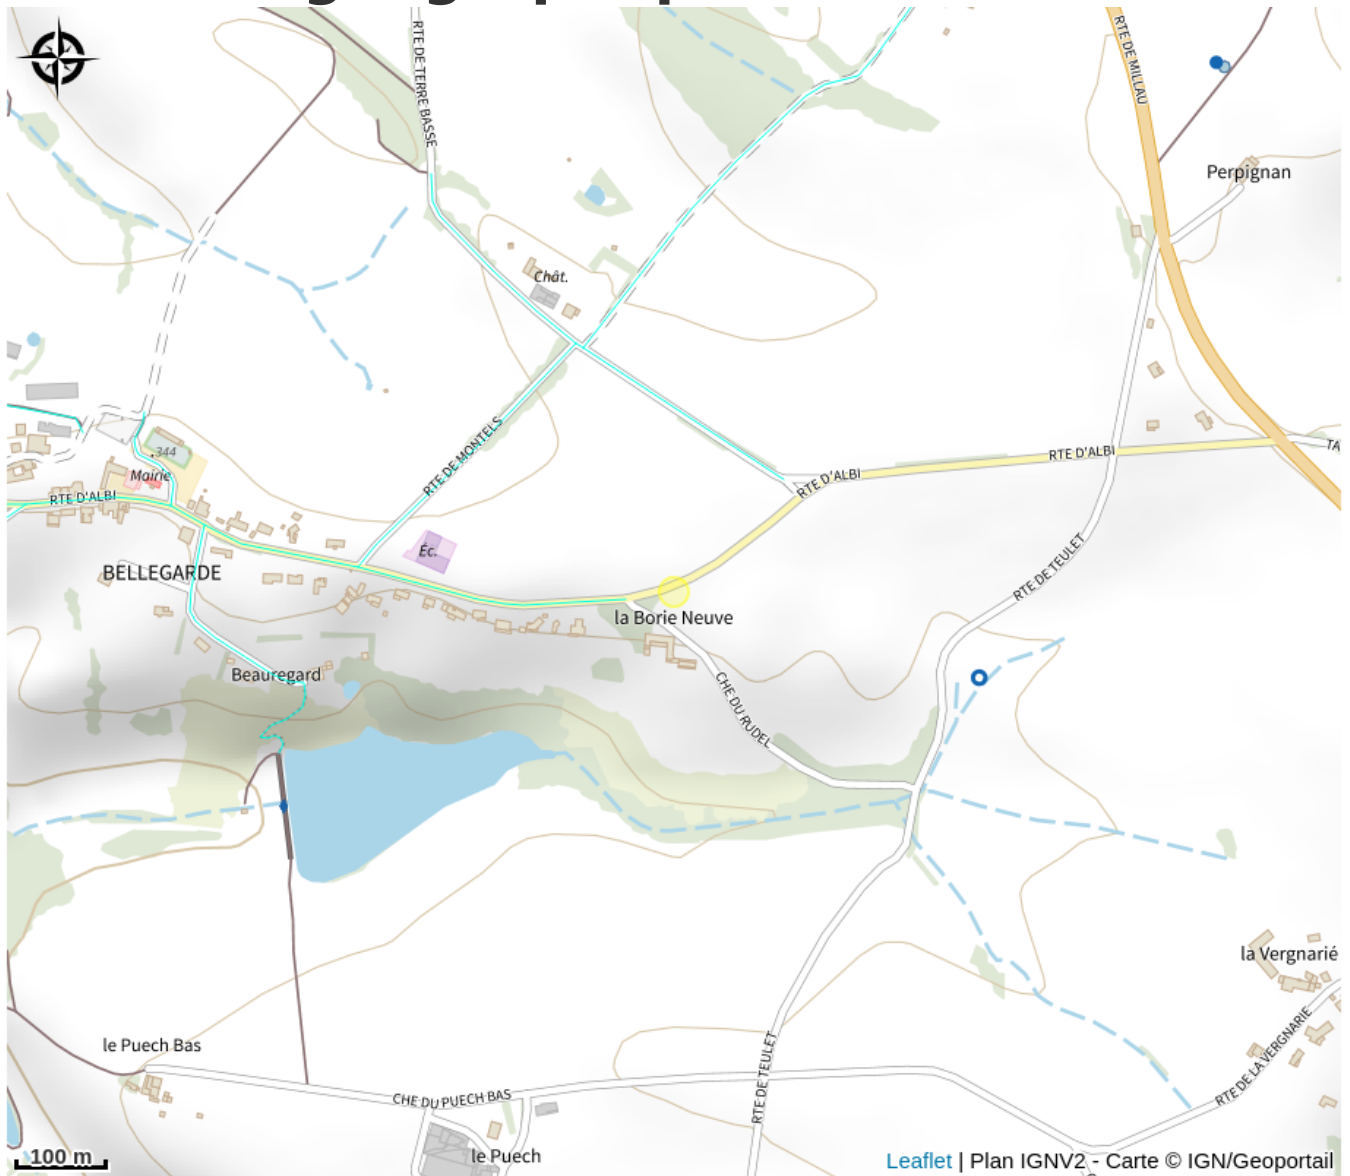 RTE DE TERRE BASSE
RTE DE MILLAU
Perpignan
Chât.
344
Mairie
RTE DE MONTELS
RTE D'ALBI
RTE D'ALBI
RTE D'ALBI
TA
Éc.
BELLEGARDE
RTE DE TEULET
la Borie Neuve
Beauregard
CHE DU RUDEL
la Vergnarié
le Puech Bas
RTE DE TEULET
RTE DE LA VERGNARIE
CHE DU PUECH BAS
le Puech
100 m
Leaflet | Plan IGNV2 - Carte © IGN/Geoportail